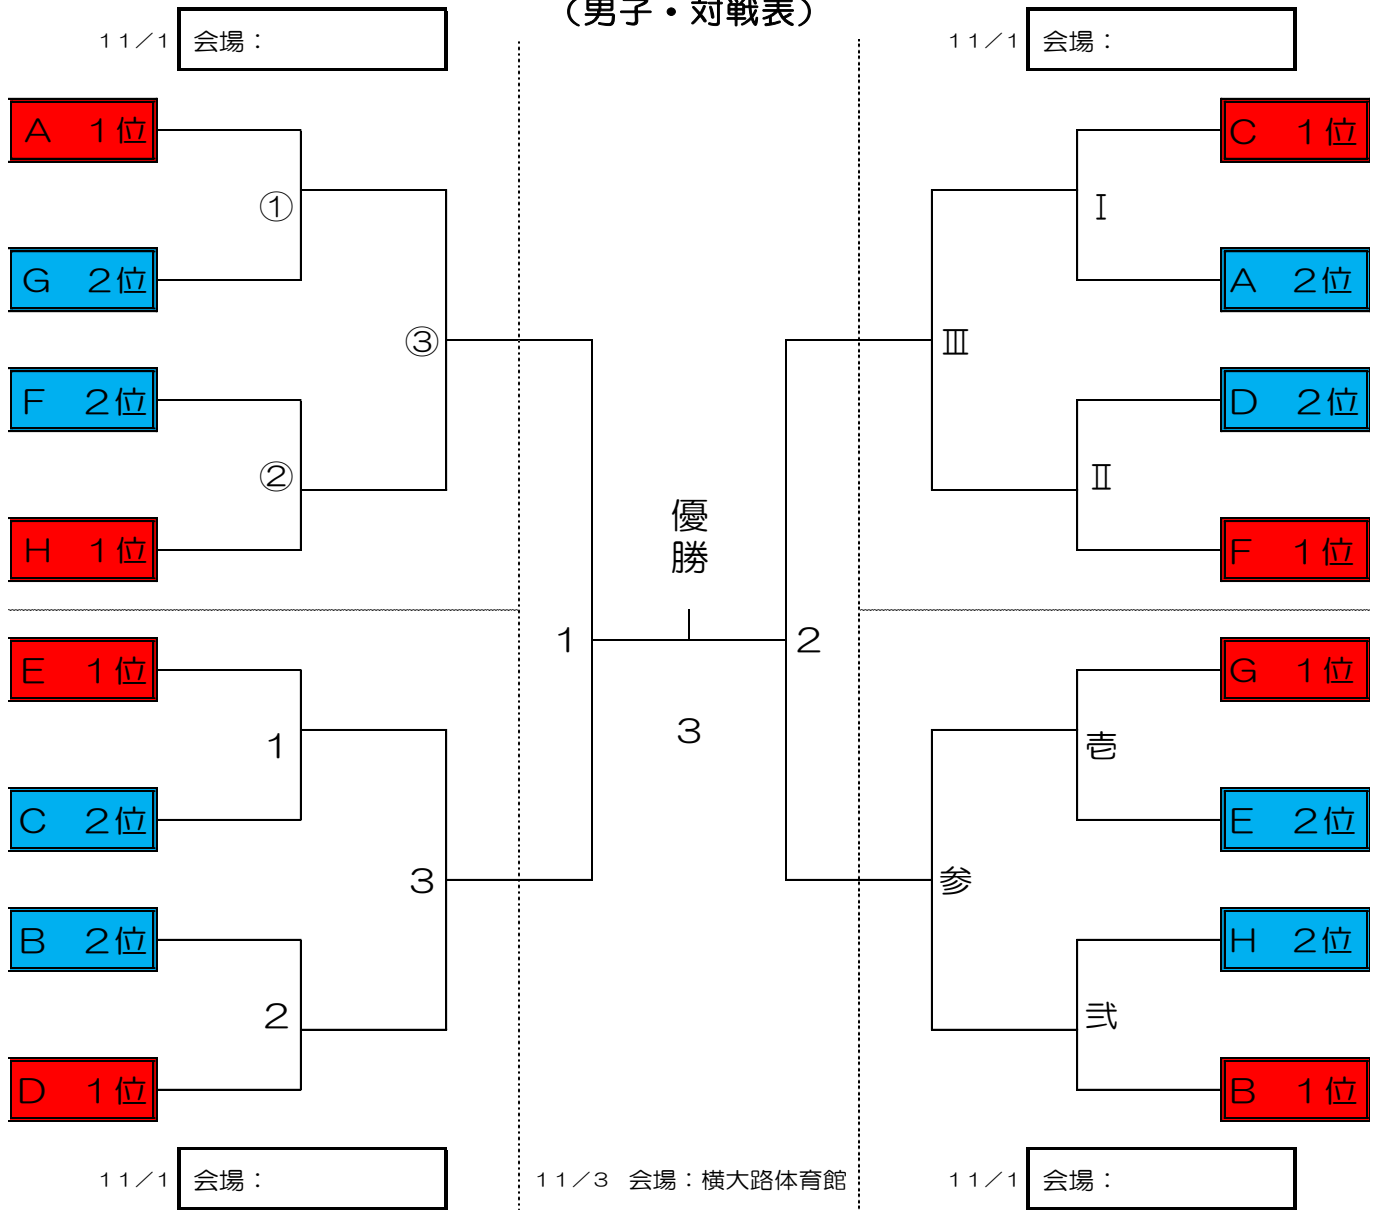 （男子・対戦表）
１１／１ 会場：
１１／１ 会場：
A　１位
C　１位
①
Ⅰ
G　２位
A　２位
③
Ⅲ
F　２位
D　２位
②
Ⅱ
優
勝
H　１位
F　１位
１
２
E　１位
G　１位
３
１
壱
C　２位
E　２位
３
参
B　２位
H　２位
２
弐
D　１位
B　１位
１１／１ 会場：
１１／３　会場：横大路体育館
１１／１ 会場：